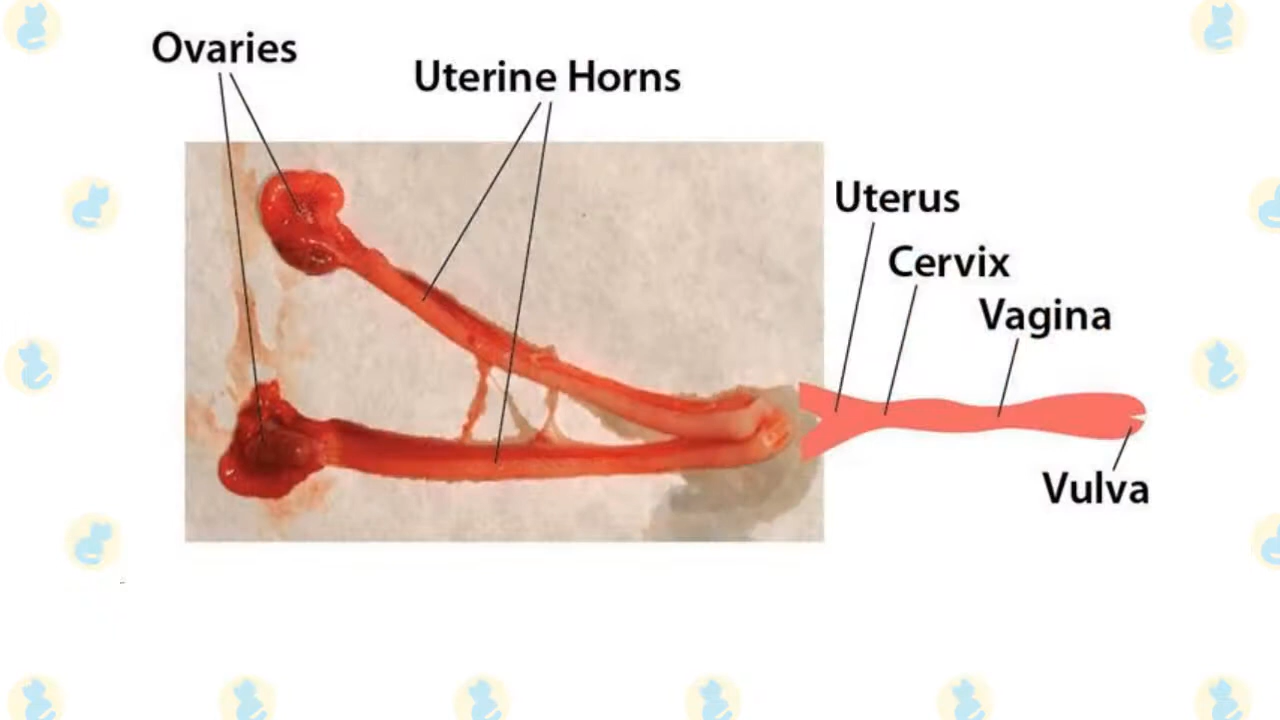 Ovaries
Uterine Horns
Uterus
Cervix
Vagina
Vulva